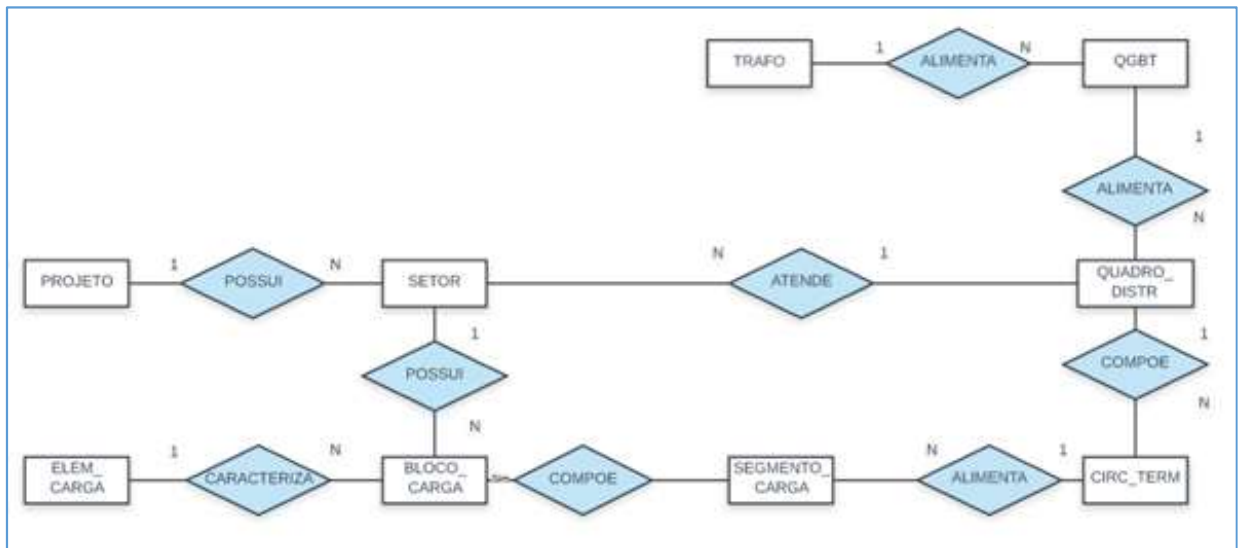 TRAFO
1
ALIMENTA
N
QGBT
1
ALIMENTA
N
PROJETO
1
POSSUI
N
SETOR
N
ATENDE
1
QUADRO_
DISTR
1
POSSUI
N
1
COMPOE
N
ELEM_
CARGA
1
CARACTERIZA
N
BLOCO_
CARGA
COMPOE
SEGMENTO_
CARGA
N
ALIMENTA
1
CIRC_TERM